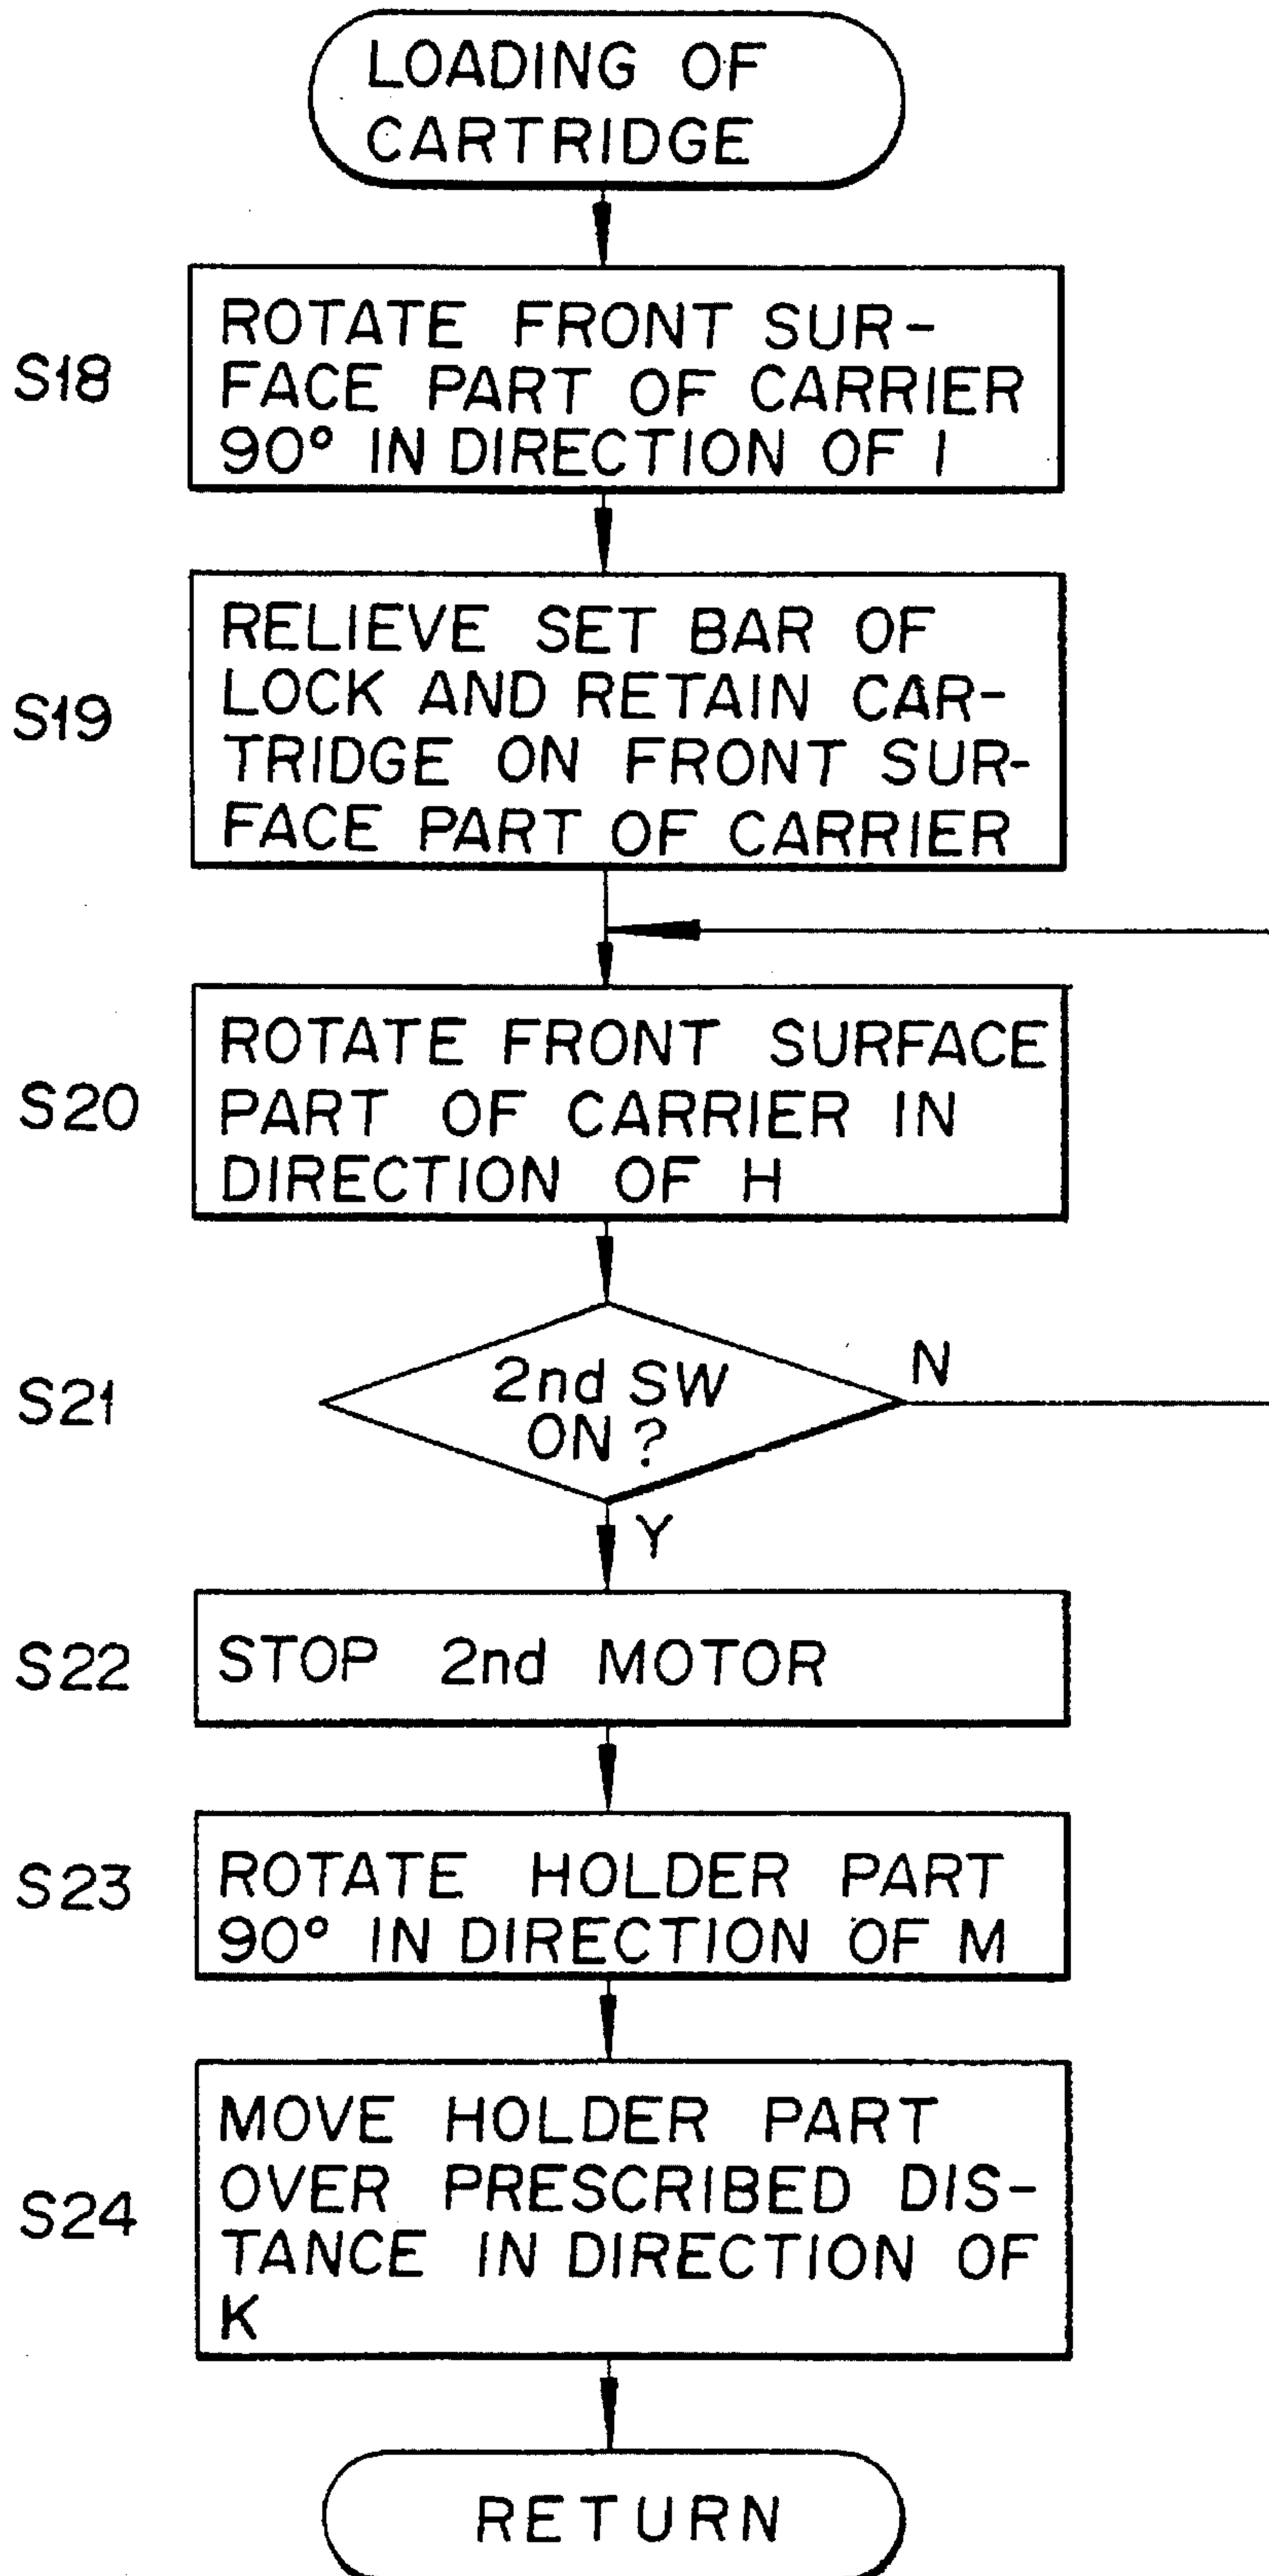 LOADING OF
CARTRIDGE
S18
ROTATE FRONT SUR-
FACE PART OF CARRIER
90° IN DIRECTION OF I
S19
RELIEVE SET BAR OF
LOCK AND RETAIN CAR-
TRIDGE ON FRONT SUR-
FACE PART OF CARRIER
S20
ROTATE FRONT SURFACE
PART OF CARRIER IN
DIRECTION OF H
S21
2nd SW
ON?
N
Y
S22
STOP 2nd MOTOR
S23
ROTATE HOLDER PART
90° IN DIRECTION OF M
S24
MOVE HOLDER PART
OVER PRESCRIBED DIS-
TANCE IN DIRECTION OF
K
RETURN